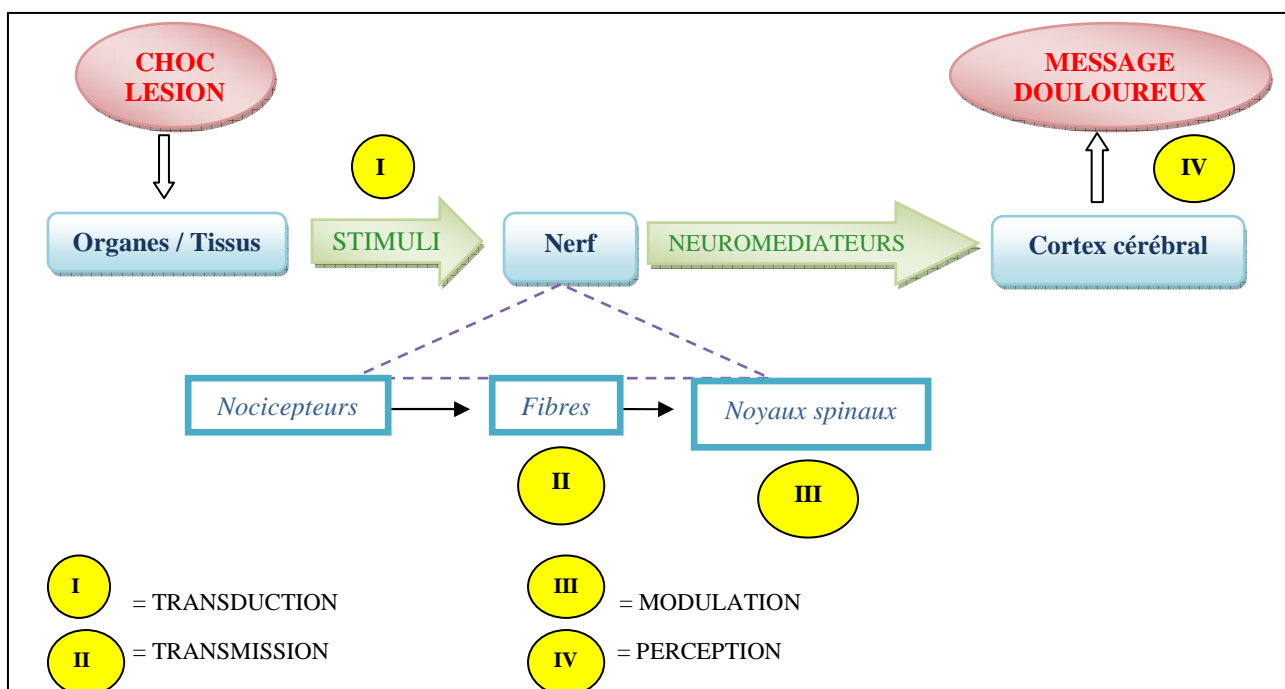 CHOC
LESION
MESSAGE
DOULOUREUX
I
IV
Organes / Tissus
STIMULI
Nerf
NEUROMEDIATEURS
Cortex cérébral
Nocicepteurs
Fibres
Noyaux spinaux
II
III
I = TRANSDUCTION
III = MODULATION
II = TRANSMISSION
IV = PERCEPTION